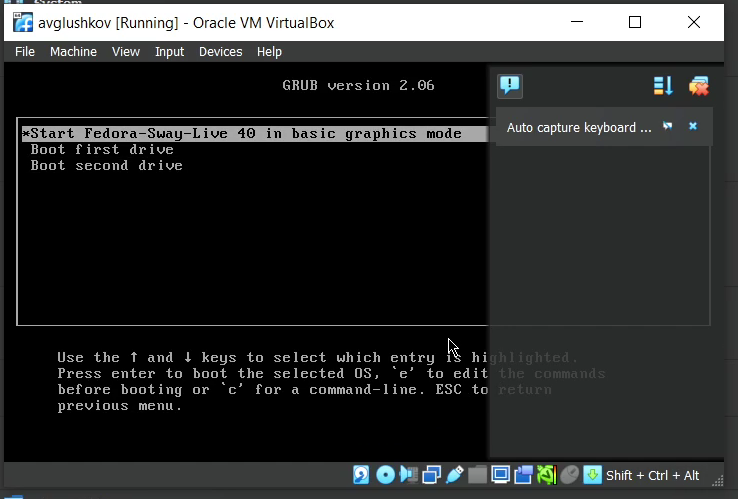 System
avglushkov [Running] - Oracle VM VirtualBox
File Machine View Input Devices Help
GRUB version 2.06
Auto capture keyboard ...
*Start Fedora-Sway-Live 40 in basic graphics mode
Boot first drive
Boot second drive
Use the ↑ and ↓ keys to select which entry is highlighted.
Press enter to boot the selected OS, `e' to edit the commands
before booting or `c' for a command-line. ESC to return
previous menu.
Shift + Ctrl + Alt